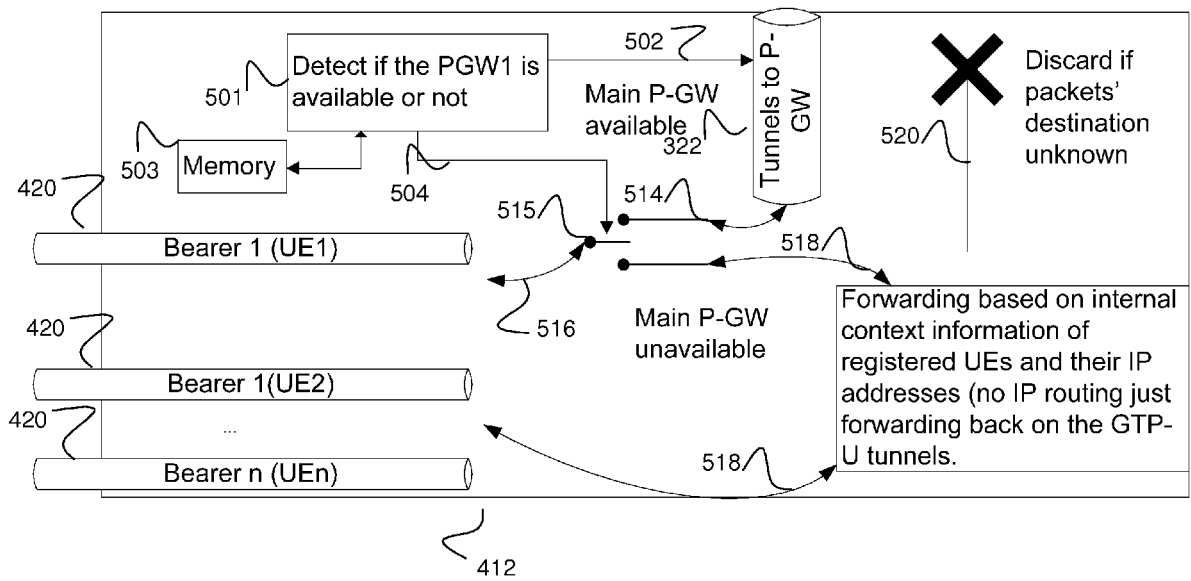 502
Detect if the PGW1 is
available or not
501
Main P-GW
available
322
Tunnels to P-
GW
Discard if
packets'
destination
unknown
520
503
Memory
504
420
515
514
518
Bearer 1 (UE1)
516
Main P-GW
unavailable
Forwarding based on internal
context information of
registered UEs and their IP
addresses (no IP routing just
forwarding back on the GTP-
U tunnels.
420
Bearer 1(UE2)
420
...
Bearer n (UEn)
518
412